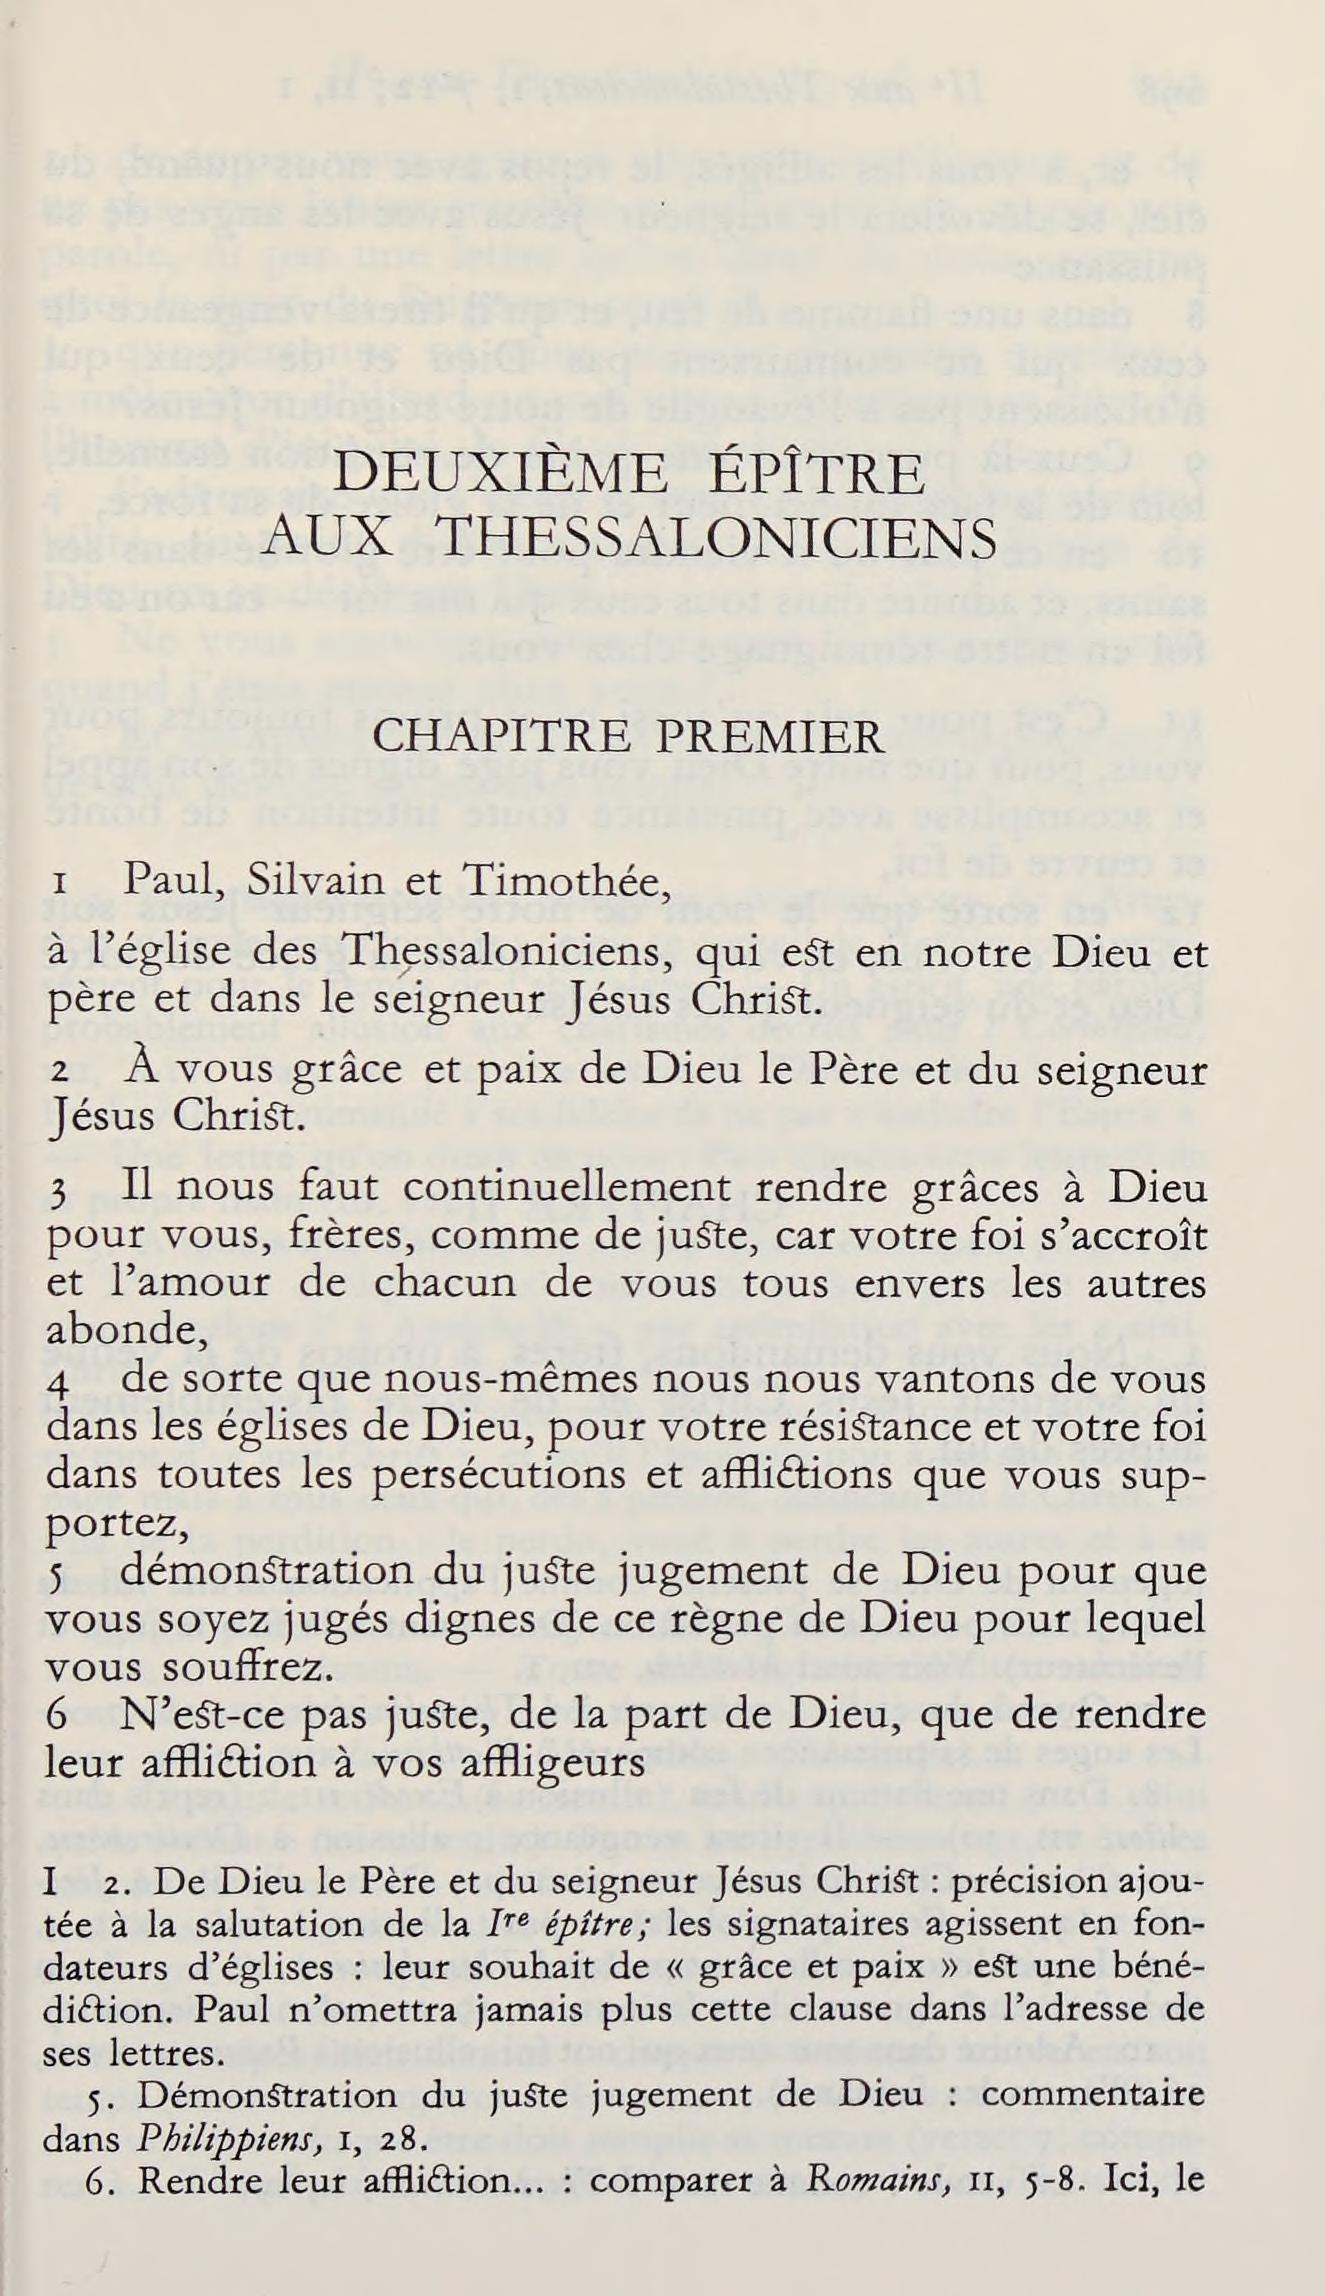 DEUXIÈME ÉPÎTRE
AUX THESSALONICIENS
CHAPITRE PREMIER
1 Paul, Silvain et Timothée,
à l’église des Thessaloniciens, qui est en notre Dieu et
père et dans le seigneur Jésus Christ.
2 À vous grâce et paix de Dieu le Père et du seigneur
Jésus Christ.
3 Il nous faut continuellement rendre grâces à Dieu
pour vous, frères, comme de juste, car votre foi s’accroît
et l’amour de chacun de vous tous envers les autres
abonde,
4 de sorte que nous-mêmes nous nous vantons de vous
dans les églises de Dieu, pour votre résistance et votre foi
dans toutes les persécutions et afflictions que vous sup-
portez,
5 démonstration du juste jugement de Dieu pour que
vous soyez jugés dignes de ce règne de Dieu pour lequel
vous souffrez.
6 N’est-ce pas juste, de la part de Dieu, que de rendre
leur affliction à vos affligeurs
I 2. De Dieu le Père et du seigneur Jésus Christ : précision ajou-
tée à la salutation de la Iʳᵉ épître; les signataires agissent en fon-
dateurs d’églises : leur souhait de « grâce et paix » est une béné-
diction. Paul n’omettra jamais plus cette clause dans l’adresse de
ses lettres.
5. Démonstration du juste jugement de Dieu : commentaire
dans Philippiens, I, 28.
6. Rendre leur affliction... : comparer à Romains, II, 5-8. Ici, le